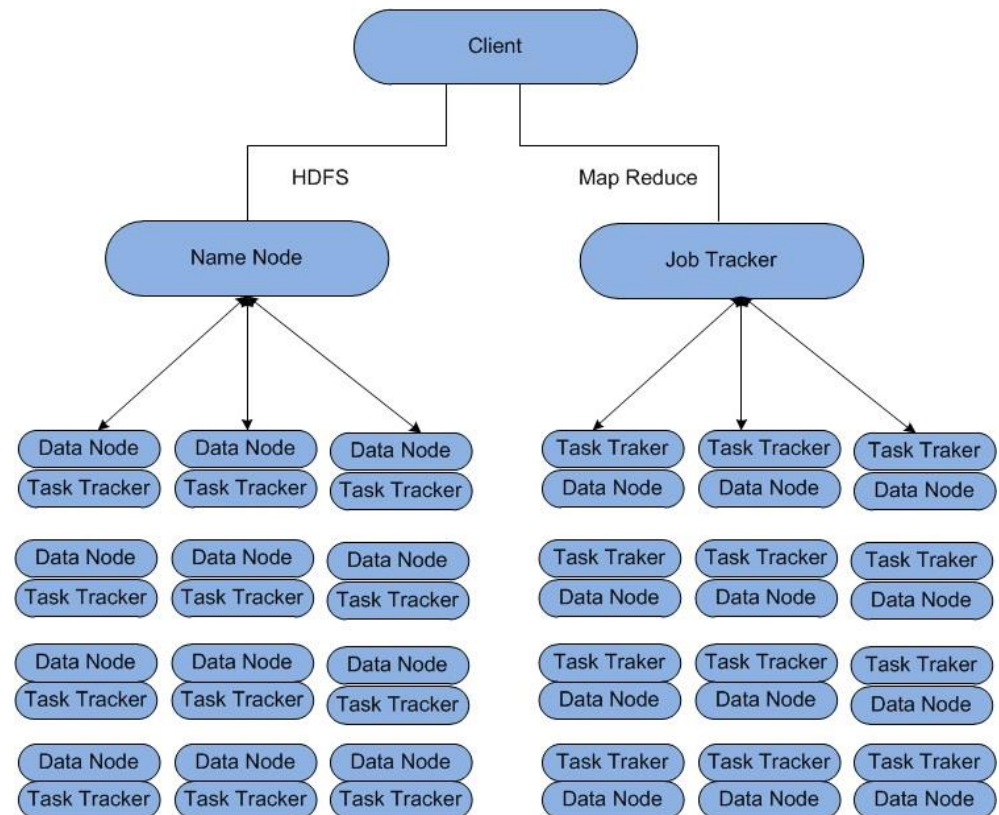 Client
HDFS
Map Reduce
Name Node
Job Tracker
Data Node
Data Node
Data Node
Task Tracker
Task Tracker
Task Tracker
Data Node
Data Node
Data Node
Task Tracker
Task Tracker
Task Tracker
Data Node
Data Node
Data Node
Task Tracker
Task Tracker
Task Tracker
Data Node
Data Node
Data Node
Task Tracker
Task Tracker
Task Tracker
Task Traker
Task Tracker
Task Traker
Data Node
Data Node
Data Node
Task Traker
Task Tracker
Task Traker
Data Node
Data Node
Data Node
Task Traker
Task Tracker
Task Traker
Data Node
Data Node
Data Node
Task Traker
Task Tracker
Task Traker
Data Node
Data Node
Data Node